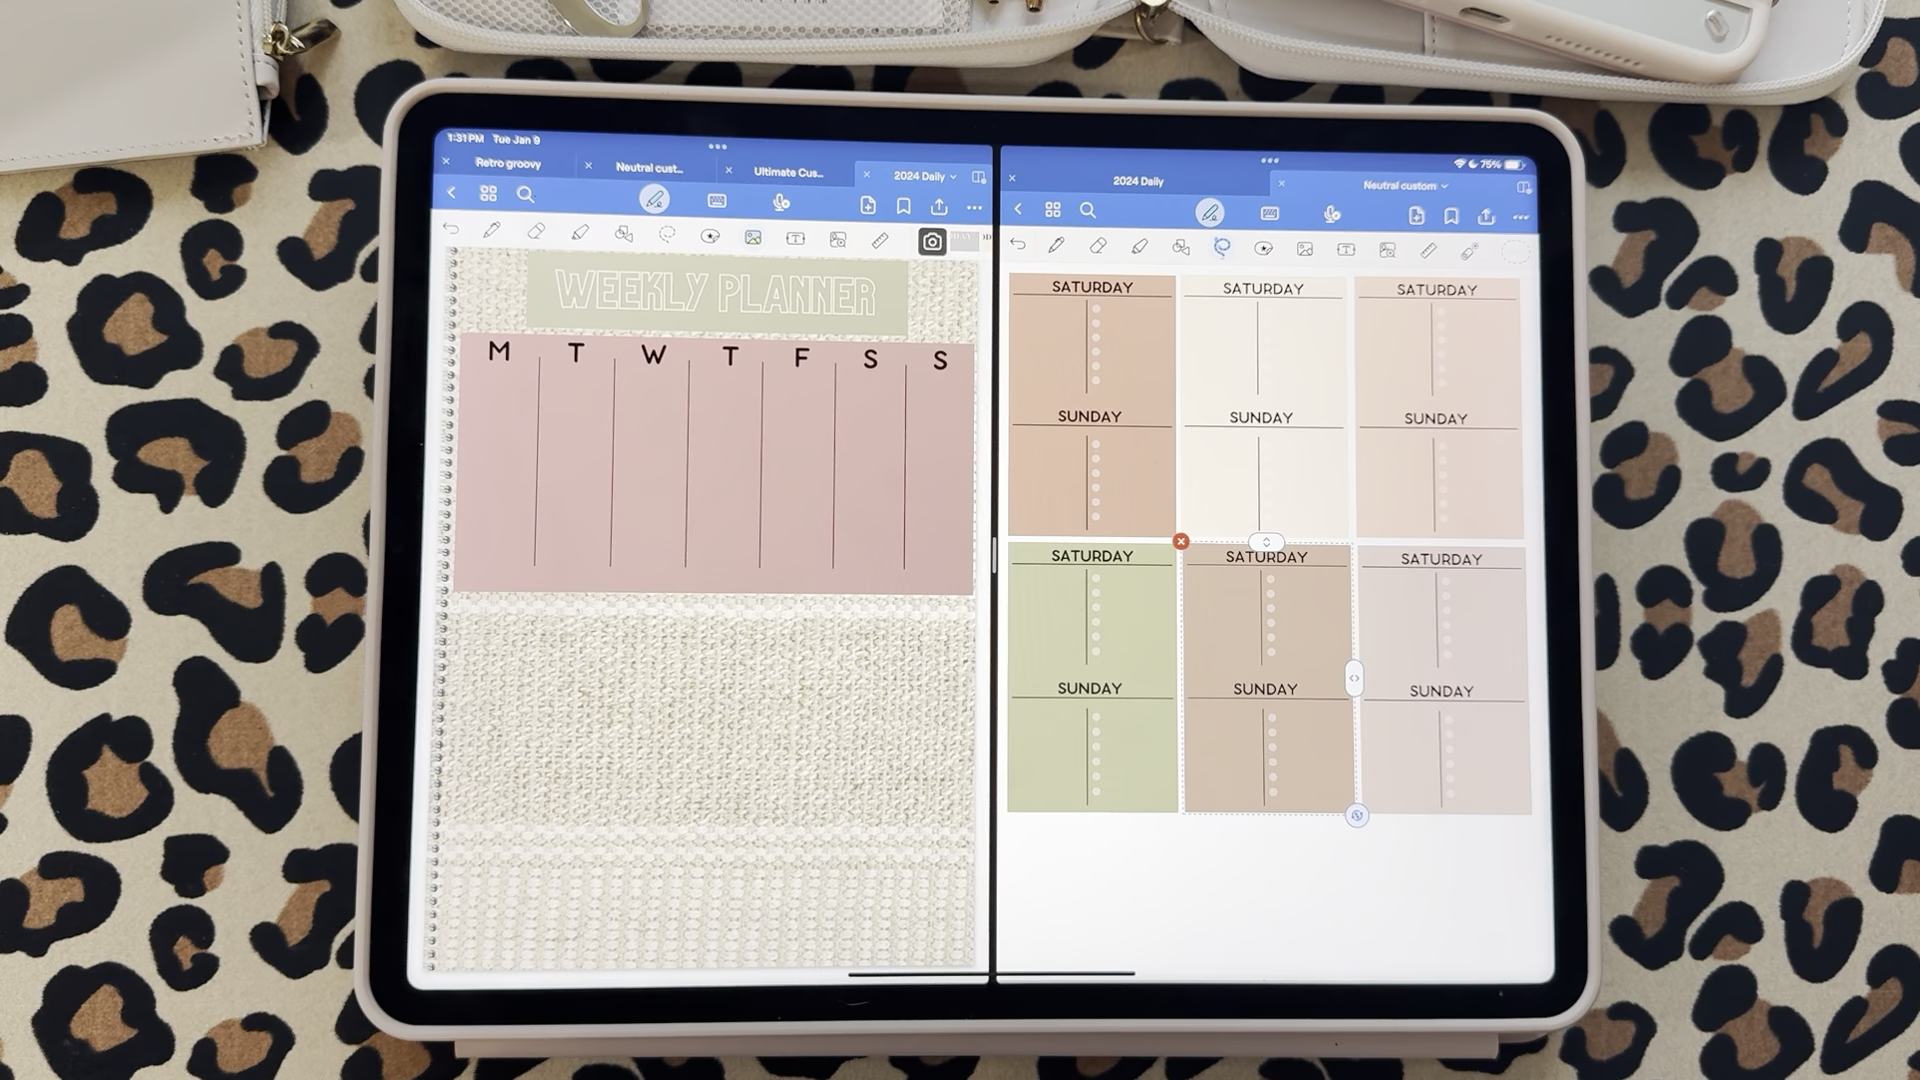 1:31 PM Tue Jan 9
Retro groovy
Neutral cust...
Ultimate Cus...
2024 Daily
WEEKLY PLANNER
M T W T F S S
75%
2024 Daily
Neutral custom
SATURDAY SATURDAY SATURDAY
SUNDAY SUNDAY SUNDAY
SATURDAY SATURDAY SATURDAY
SUNDAY SUNDAY SUNDAY